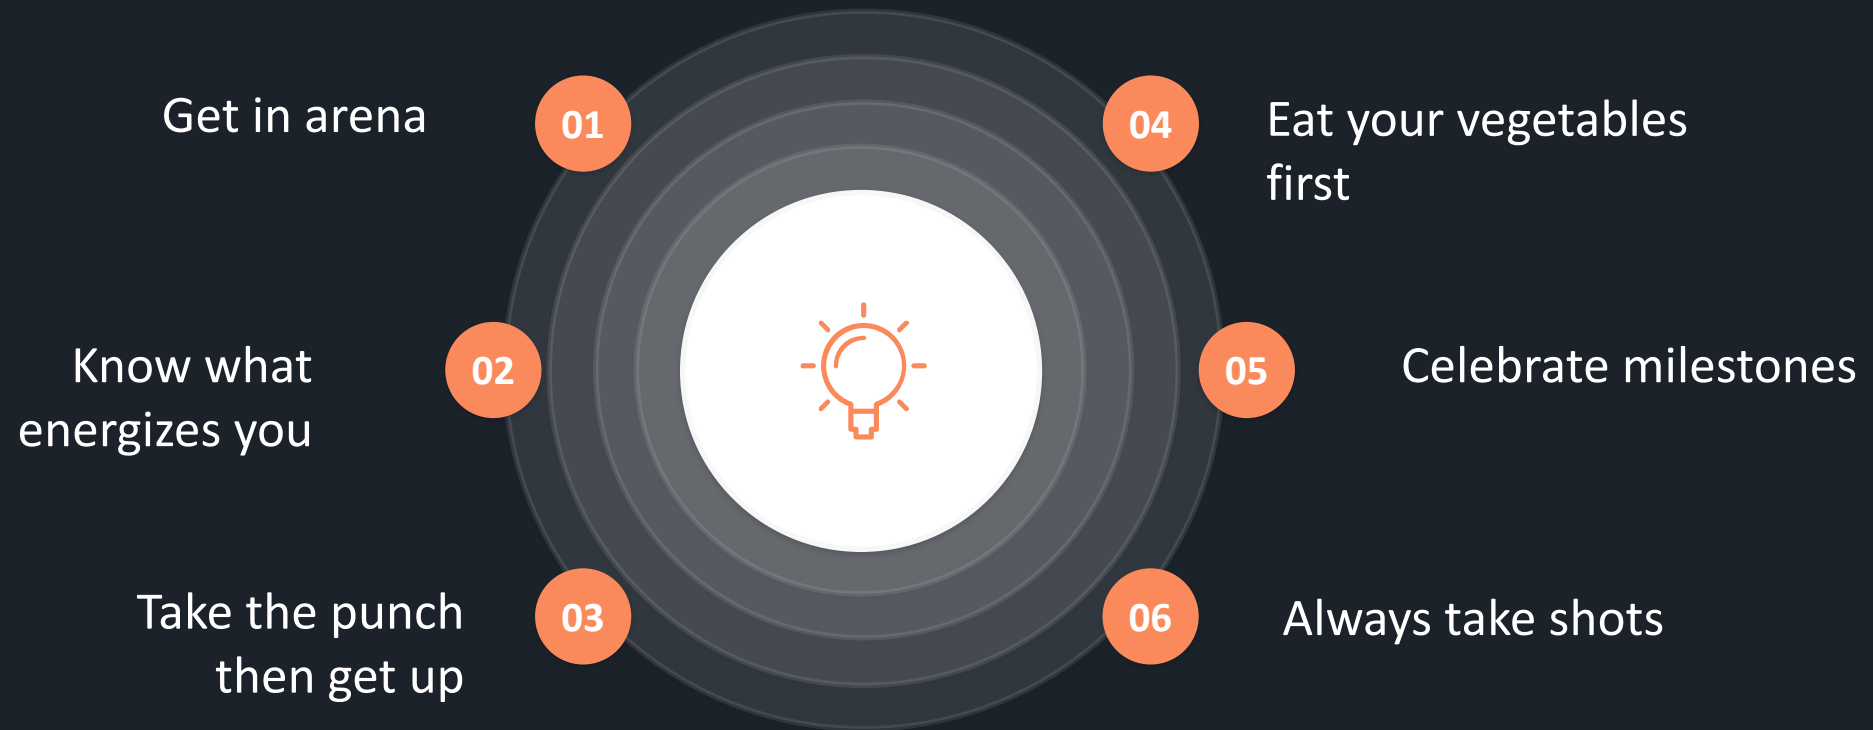 01
Get in arena
02
Know what
energizes you
03
Take the punch
then get up
04
Eat your vegetables
first
05
Celebrate milestones
06
Always take shots